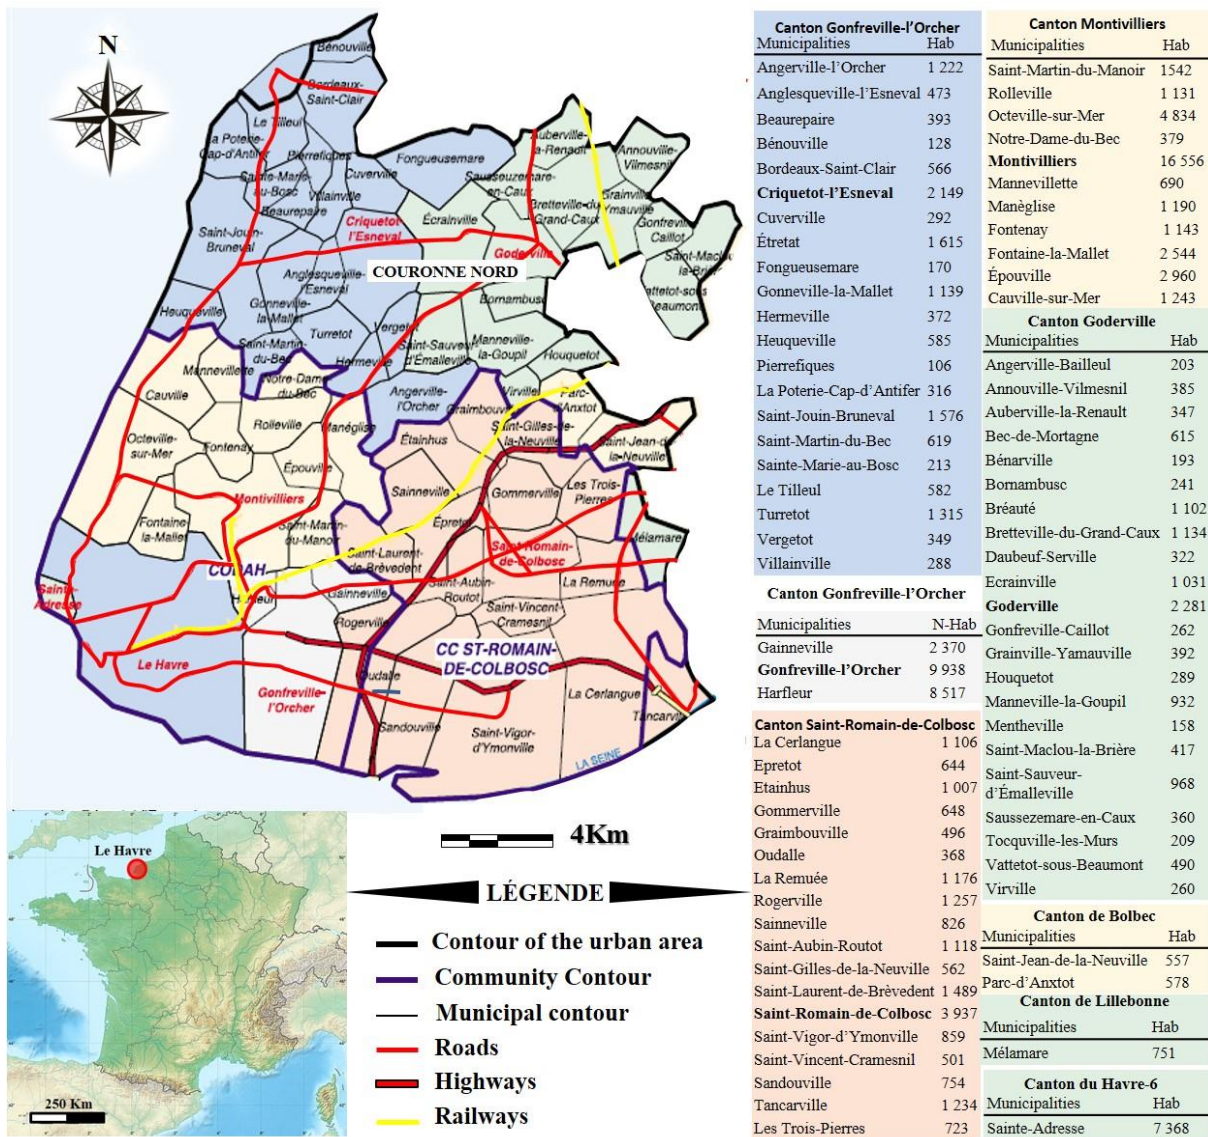 N
Bénouville
Bordeaux-
Saint-Clair
Le Tilleul
La Poterie-
Cap-d'Antifer
Pierrefiques
Sainte-Marie-
au-Bosc
Villainville
Cuverville
Beaurepaire
Fongueusemare
Auberville-
la-Renault
Annouville-
Vilmesnil
Sausseuzemare-
en-Caux
Grainville-
Ymauville
Bretteville-du-
Grand-Caux
Écrainville
Gonfreville-
Caillot
Criquetot-
l'Esneval
Saint-Jouin-
Bruneval
Goderville
Saint-Maclou-
la-Brière
COURONNE NORD
Anglesqueville-
l'Esneval
Vattetot-sous-
Beaumont
Bornambusc
Gonneville-
la-Mallet
Heuqueville
Turretot
Vergetot
Saint-Martin-
du-Bec
Hermeville
Saint-Sauveur-
d'Émalleville
Manneville-
la-Goupil
Houquetot
Mannevillette
Notre-Dame-
du-Bec
Cauville
Angerville-
l'Orcher
Graimbouville
Virville
Parc-
d'Anxtot
Rolleville
Manéglise
Saint-Gilles-de-
la-Neuville
Octeville-
sur-Mer
Étainhus
Saint-Jean-de-
la-Neuville
Fontenay
Épouville
Sainneville
Gommerville
Les Trois-
Pierres
Montivilliers
Fontaine-
la-Mallet
Saint-Martin-
du-Manoir
Épretot
Mélamare
Saint-Laurent-
de-Brèvedent
Saint-Romain-
de-Colbosc
CODAH
Sainte-
Adresse
Harfleur
Gainneville
Saint-Aubin-
Routot
La Remuée
Rogerville
Saint-Vincent-
Cramesnil
CC ST-ROMAIN-
DE-COLBOSC
Le Havre
Oudalle
Gonfreville-
l'Orcher
La Cerlangue
Sandouville
Tancarville
Saint-Vigor-
d'Ymonville
LA SEINE
Le Havre
250 Km
4Km
LÉGENDE
Contour of the urban area
Community Contour
Municipal contour
Roads
Highways
Railways
Canton Gonfreville-l'Orcher
Municipalities Hab
Angerville-l'Orcher 1 222
Anglesqueville-l'Esneval 473
Beaurepaire 393
Bénouville 128
Bordeaux-Saint-Clair 566
Criquetot-l'Esneval 2 149
Cuverville 292
Étretat 1 615
Fongueusemare 170
Gonneville-la-Mallet 1 139
Hermeville 372
Heuqueville 585
Pierrefiques 106
La Poterie-Cap-d'Antifer 316
Saint-Jouin-Bruneval 1 576
Saint-Martin-du-Bec 619
Sainte-Marie-au-Bosc 213
Le Tilleul 582
Turretot 1 315
Vergetot 349
Villainville 288
Canton Gonfreville-l'Orcher
Municipalities N-Hab
Gainneville 2 370
Gonfreville-l'Orcher 9 938
Harfleur 8 517
Canton Saint-Romain-de-Colbosc
La Cerlangue 1 106
Epretot 644
Etainhus 1 007
Gommerville 648
Graimbouville 496
Oudalle 368
La Remuée 1 176
Rogerville 1 257
Sainneville 826
Saint-Aubin-Routot 1 118
Saint-Gilles-de-la-Neuville 562
Saint-Laurent-de-Brèvedent 1 489
Saint-Romain-de-Colbosc 3 937
Saint-Vigor-d'Ymonville 859
Saint-Vincent-Cramesnil 501
Sandouville 754
Tancarville 1 234
Les Trois-Pierres 723
Canton Montivilliers
Municipalities Hab
Saint-Martin-du-Manoir 1542
Rolleville 1 131
Octeville-sur-Mer 4 834
Notre-Dame-du-Bec 379
Montivilliers 16 556
Mannevillette 690
Manèglise 1 190
Fontenay 1 143
Fontaine-la-Mallet 2 544
Épouville 2 960
Cauville-sur-Mer 1 243
Canton Goderville
Municipalities Hab
Angerville-Bailleul 203
Annouville-Vilmesnil 385
Auberville-la-Renault 347
Bec-de-Mortagne 615
Bénarville 193
Bornambusc 241
Bréauté 1 102
Bretteville-du-Grand-Caux 1 134
Daubeuf-Serville 322
Ecrainville 1 031
Goderville 2 281
Gonfreville-Caillot 262
Grainville-Yamauville 392
Houquetot 289
Manneville-la-Goupil 932
Mentheville 158
Saint-Maclou-la-Brière 417
Saint-Sauveur-
d'Émalleville 968
Saussezemare-en-Caux 360
Tocquville-les-Murs 209
Vattetot-sous-Beaumont 490
Virville 260
Canton de Bolbec
Municipalities Hab
Saint-Jean-de-la-Neuville 557
Parc-d'Anxtot 578
Canton de Lillebonne
Municipalities Hab
Mélamare 751
Canton du Havre-6
Municipalities Hab
Sainte-Adresse 7 368